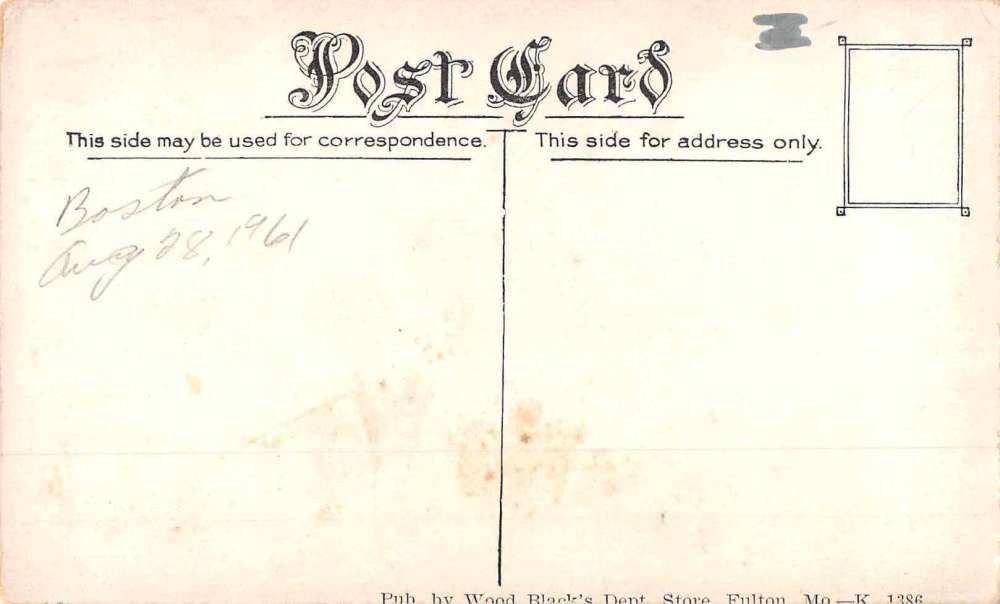 Post Card
This side may be used for correspondence.
This side for address only.
Boston
Aug 28, 1961
Pub. by Wood Black's Dept. Store, Fulton, Mo.—K. 1386